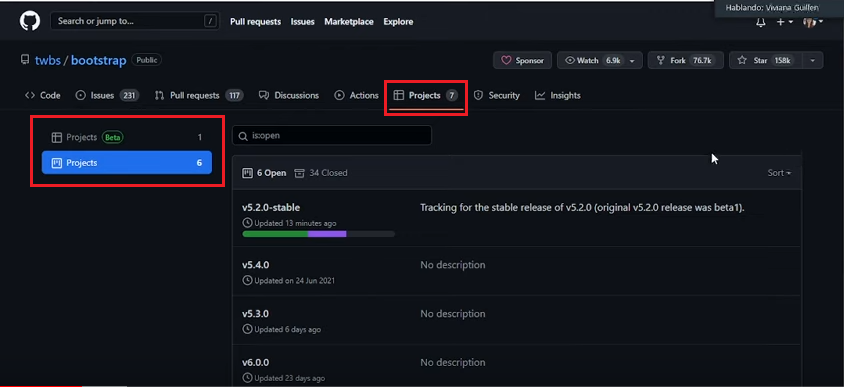 Hablando: Viviana Guillen
Search or jump to... /
Pull requests Issues Marketplace Explore
twbs / bootstrap Public
Sponsor Watch 6.9k Fork 76.7k Star 158k
Code Issues 231 Pull requests 117 Discussions Actions Projects 7 Security Insights
Projects Beta 1
Projects 6
is:open
6 Open 34 Closed Sort
v5.2.0-stable Tracking for the stable release of v5.2.0 (original v5.2.0 release was beta1).
Updated 13 minutes ago
v5.4.0 No description
Updated on 24 Jun 2021
v5.3.0 No description
Updated 6 days ago
v6.0.0 No description
Updated 23 days ago